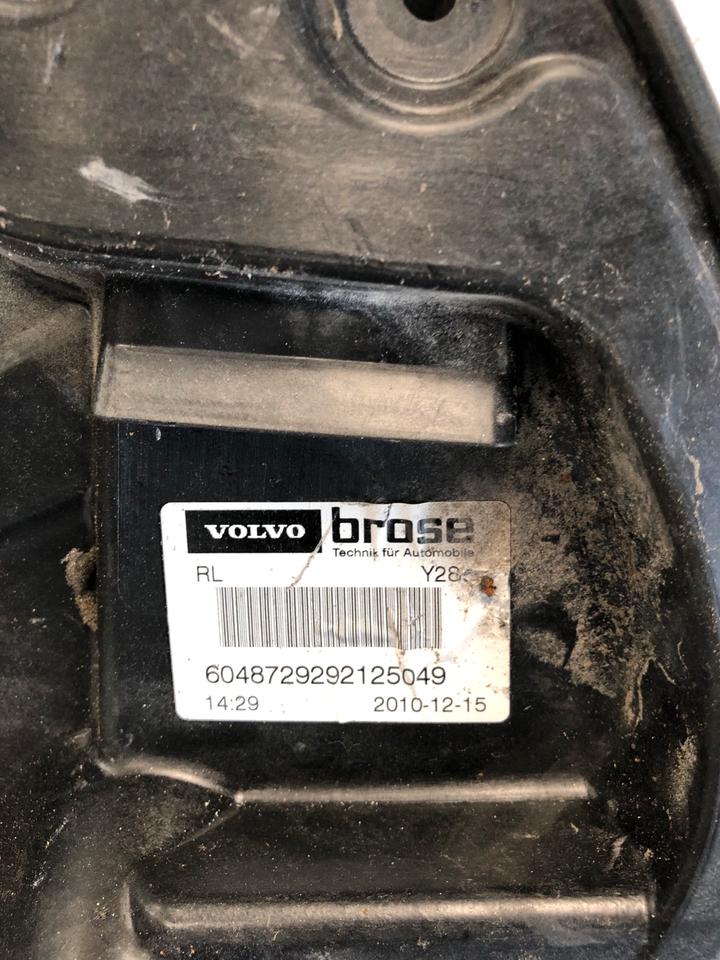 VOLVO brose
Technik für Automobile
RL
6048729292125049
14:29 2010-12-15